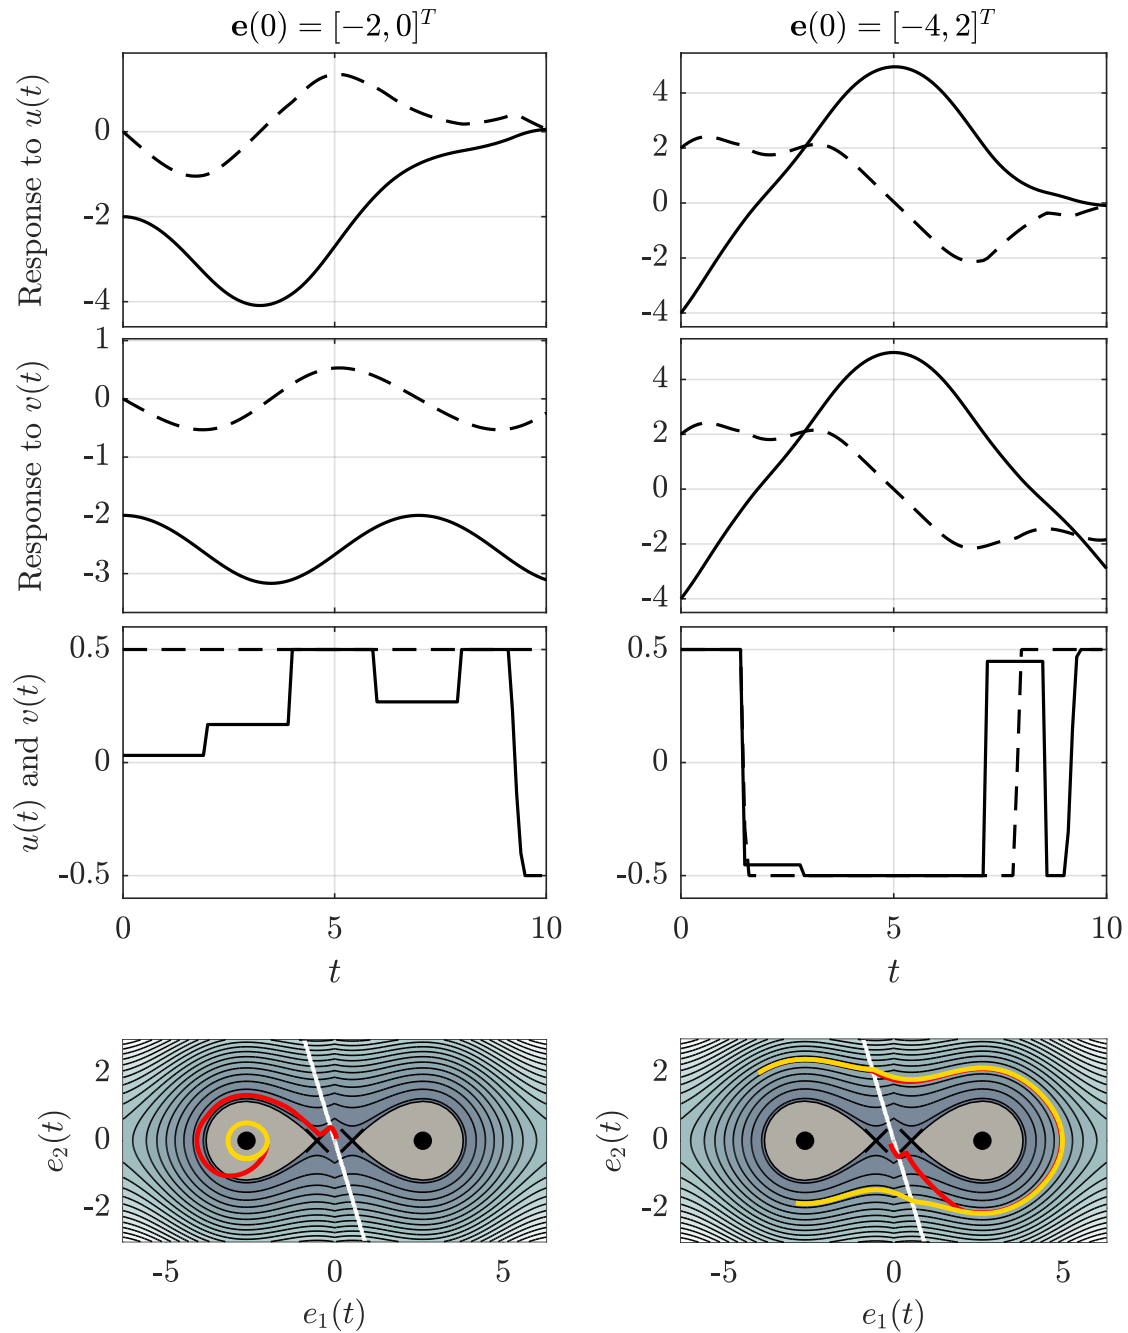 e(0) = [−2, 0]^T
e(0) = [−4, 2]^T
Response to u(t)
0
-2
-4
4
2
0
-2
-4
Response to v(t)
1
0
-1
-2
-3
4
2
0
-2
-4
u(t) and v(t)
0.5
0
-0.5
0 5 10
t
0.5
0
-0.5
0 5 10
t
e₂(t)
2
0
-2
-5 0 5
e₁(t)
e₂(t)
2
0
-2
-5 0 5
e₁(t)